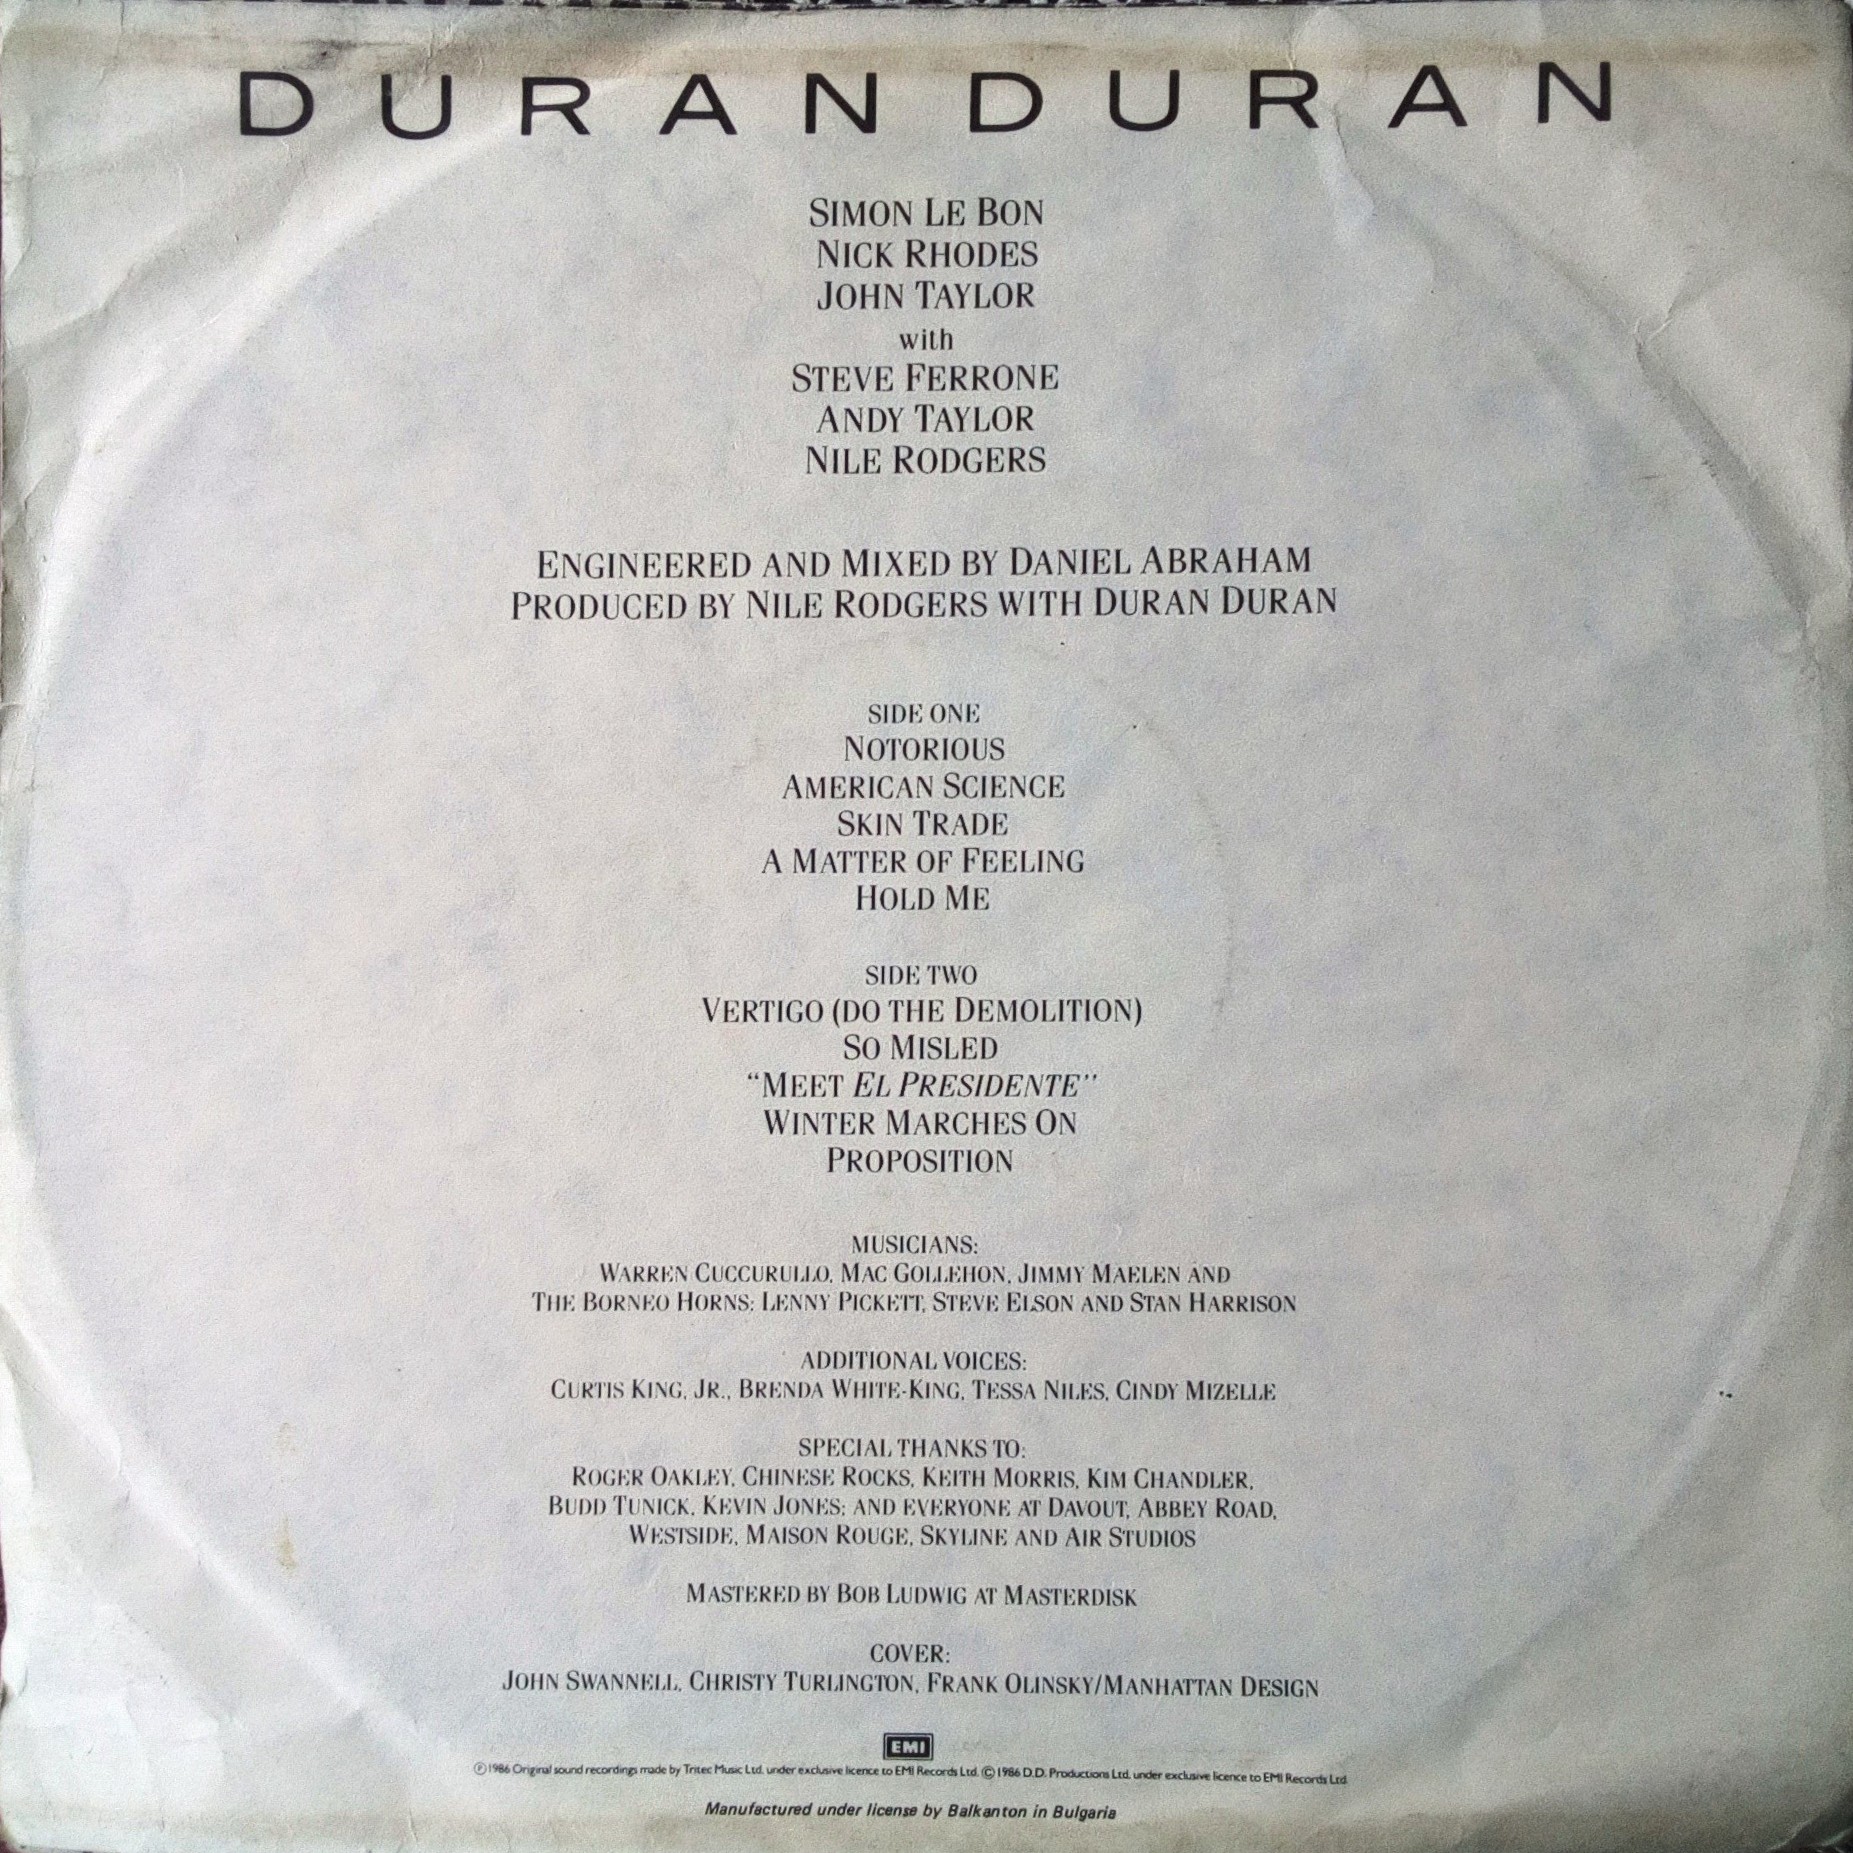 DURAN DURAN
SIMON LE BON
NICK RHODES
JOHN TAYLOR
with
STEVE FERRONE
ANDY TAYLOR
NILE RODGERS
ENGINEERED AND MIXED BY DANIEL ABRAHAM
PRODUCED BY NILE RODGERS WITH DURAN DURAN
SIDE ONE
NOTORIOUS
AMERICAN SCIENCE
SKIN TRADE
A MATTER OF FEELING
HOLD ME
SIDE TWO
VERTIGO (DO THE DEMOLITION)
SO MISLED
“MEET EL PRESIDENTE”
WINTER MARCHES ON
PROPOSITION
MUSICIANS:
WARREN CUCCURULLO, MAC GOLLEHON, JIMMY MAELEN AND
THE BORNEO HORNS; LENNY PICKETT, STEVE ELSON AND STAN HARRISON
ADDITIONAL VOICES:
CURTIS KING, JR., BRENDA WHITE-KING, TESSA NILES, CINDY MIZELLE
SPECIAL THANKS TO:
ROGER OAKLEY, CHINESE ROCKS, KEITH MORRIS, KIM CHANDLER,
BUDD TUNICK, KEVIN JONES; AND EVERYONE AT DAVOUT, ABBEY ROAD,
WESTSIDE, MAISON ROUGE, SKYLINE AND AIR STUDIOS
MASTERED BY BOB LUDWIG AT MASTERDISK
COVER:
JOHN SWANNELL, CHRISTY TURLINGTON, FRANK OLINSKY/MANHATTAN DESIGN
EMI
℗1986 Original sound recordings made by Tritec Music Ltd. under exclusive licence to EMI Records Ltd. ©1986 D.D. Productions Ltd. under exclusive licence to EMI Records Ltd
Manufactured under license by Balkanton in Bulgaria